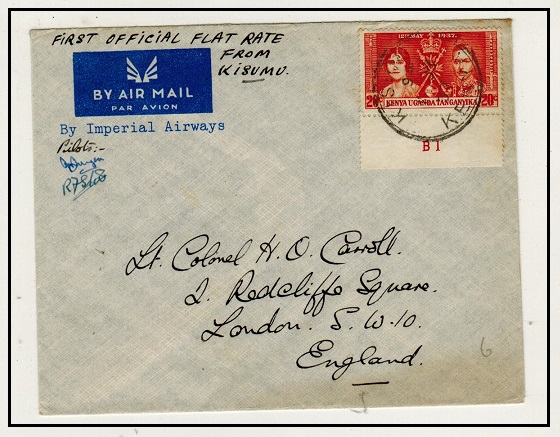 FIRST OFFICIAL FLAT RATE
FROM
KISUMU.
BY AIR MAIL
PAR AVION
By Imperial Airways
Pilots:-
12TH MAY 1937.
20c KENYA UGANDA TANGANYIKA 20c
B 1
Lt. Colonel H. O. Carroll.
2. Redcliffe Square.
London. S. W. 10.
England.
6